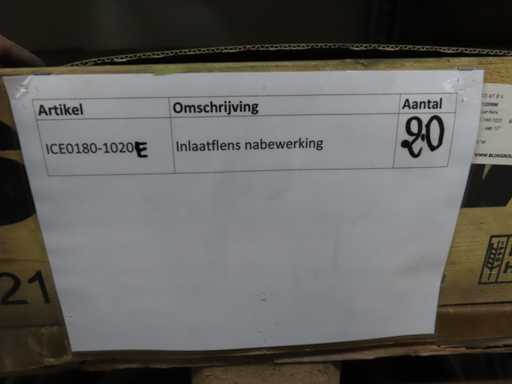 Artikel Omschrijving Aantal
ICE0180-1020E Inlaatflens nabewerking 20
21